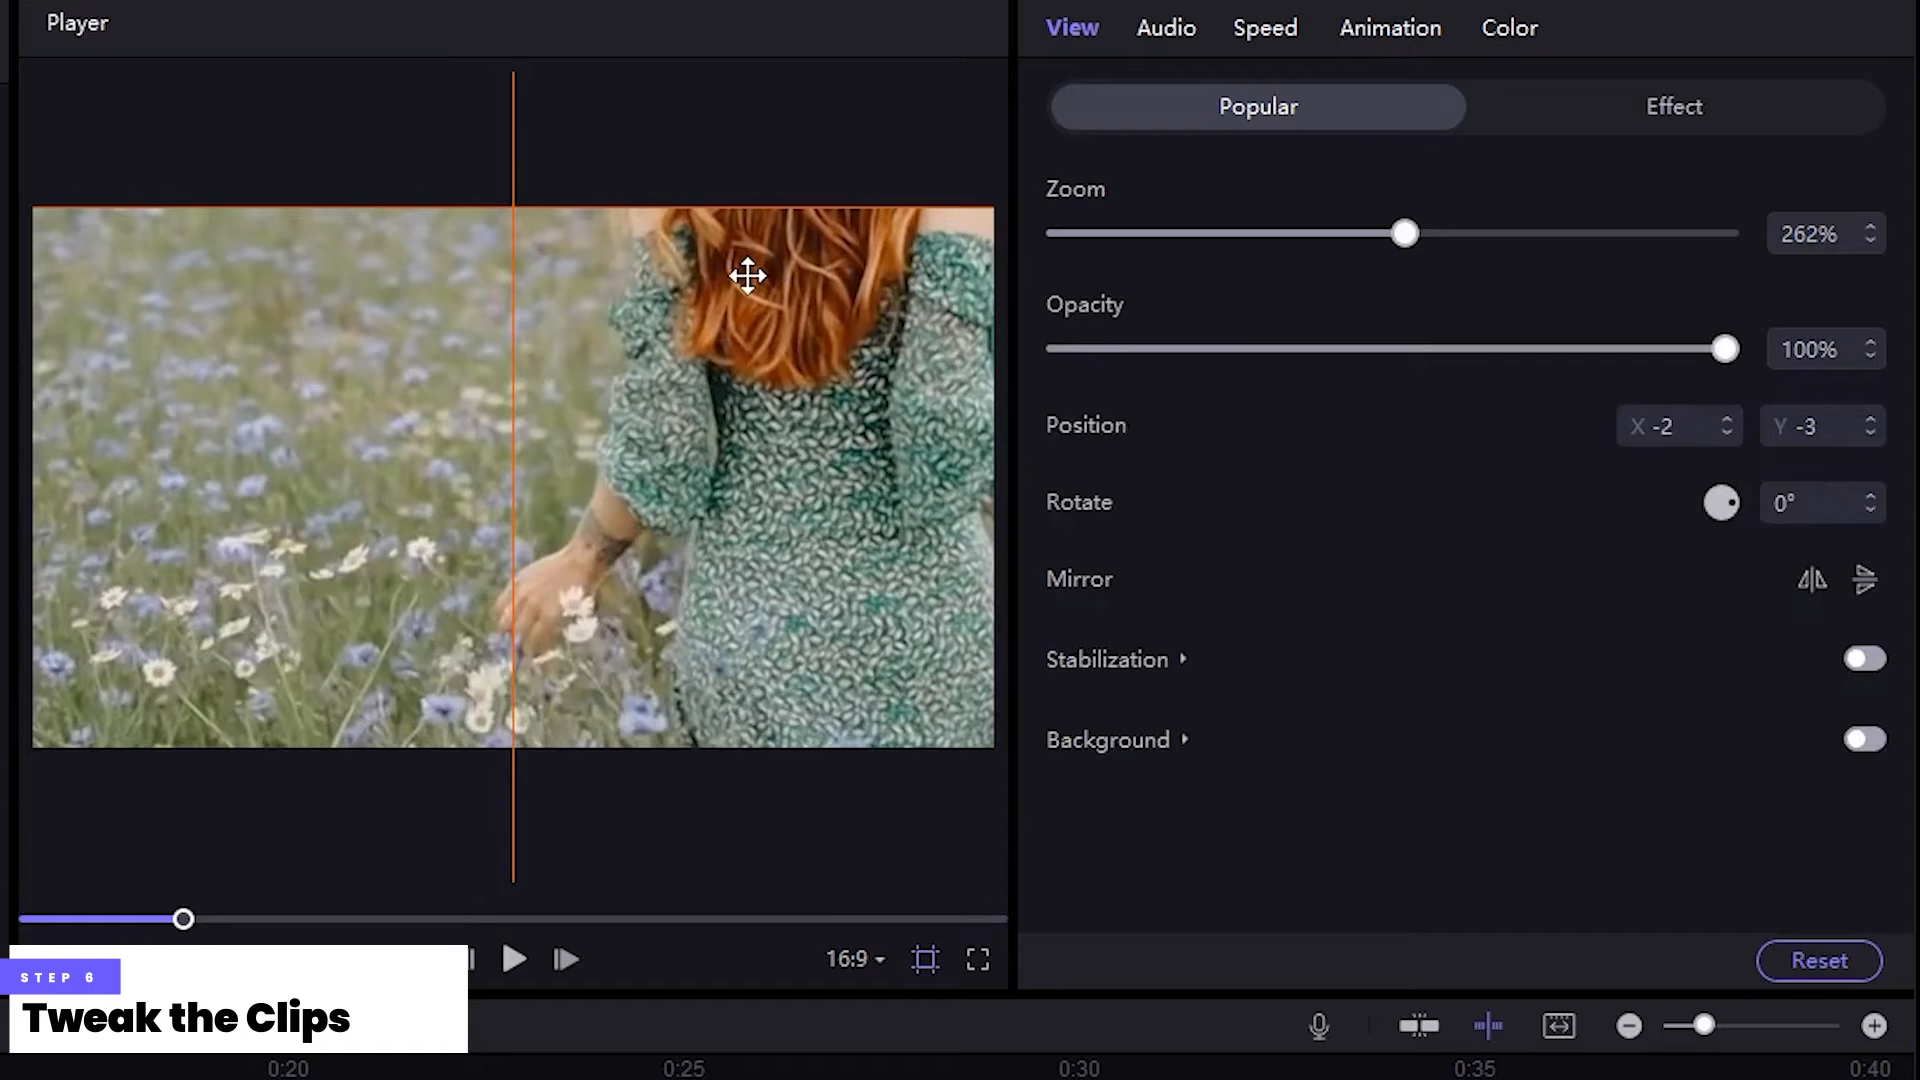 Player
View Audio Speed Animation Color
Popular Effect
Zoom
262%
Opacity
100%
Position X -2 Y -3
Rotate 0°
Mirror
Stabilization
Background
16:9
Reset
STEP 6
Tweak the Clips
0:20 0:25 0:30 0:35 0:40